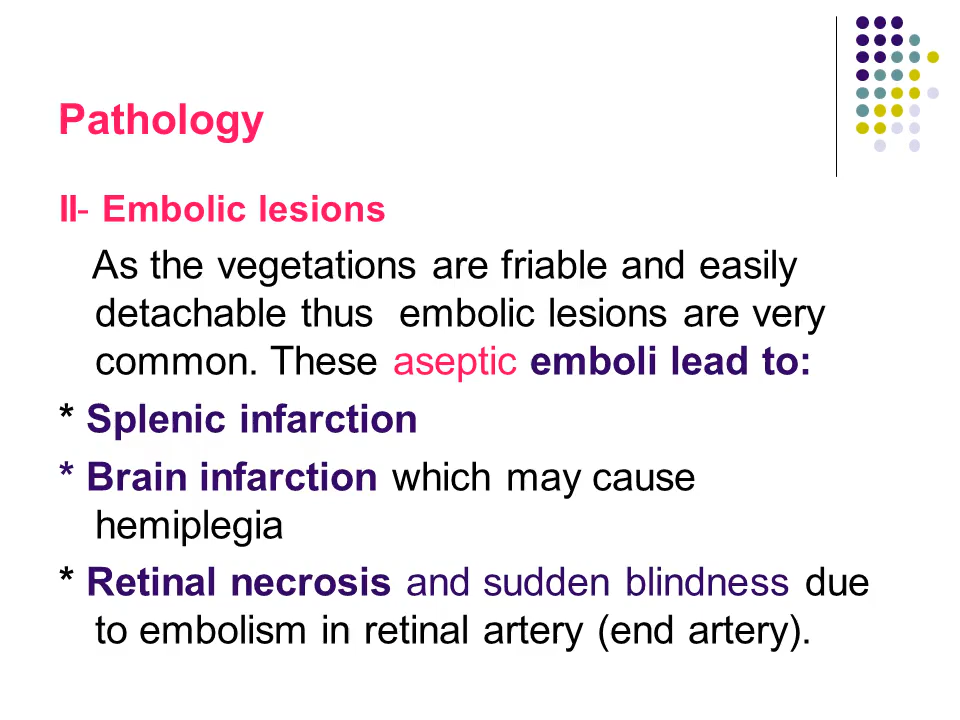 Pathology
II- Embolic lesions
As the vegetations are friable and easily
detachable thus embolic lesions are very
common. These aseptic emboli lead to:
* Splenic infarction
* Brain infarction which may cause
hemiplegia
* Retinal necrosis and sudden blindness due
to embolism in retinal artery (end artery).